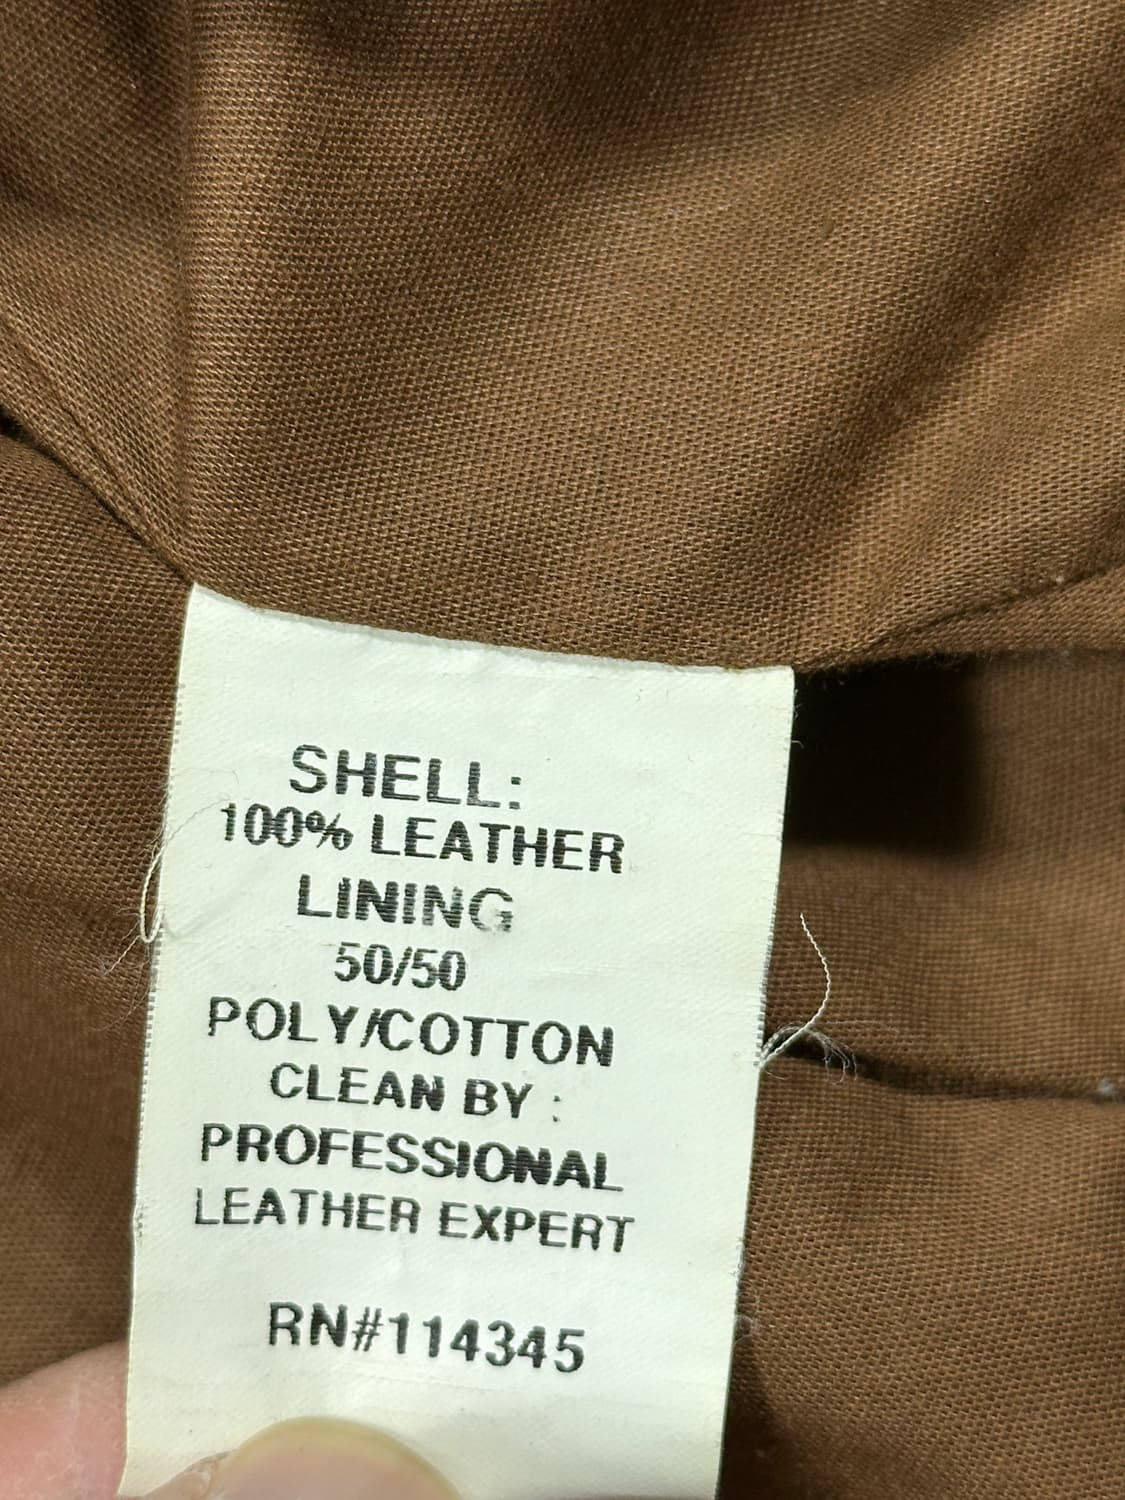 SHELL:
100% LEATHER
LINING
50/50
POLY/COTTON
CLEAN BY :
PROFESSIONAL
LEATHER EXPERT
RN#114345